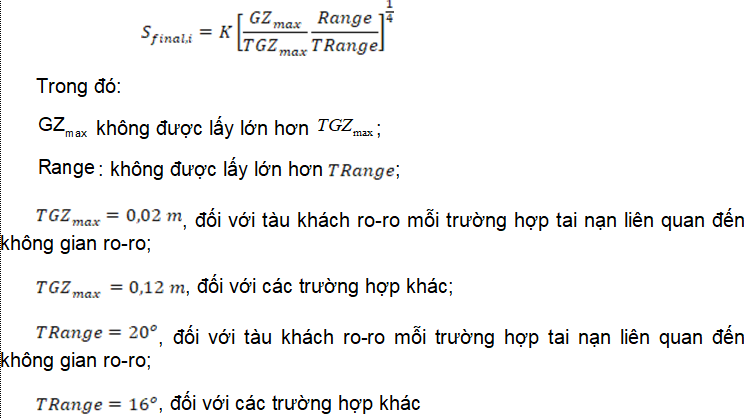 S_{final,i} = K [ \frac{GZ_{max}}{TGZ_{max}} \frac{Range}{TRange} ]^{\frac{1}{4}}
Trong đó:
GZ_{max} không được lấy lớn hơn TGZ_{max};
Range: không được lấy lớn hơn TRange;
TGZ_{max} = 0,02 m, đối với tàu khách ro-ro mỗi trường hợp tai nạn liên quan đến
không gian ro-ro;
TGZ_{max} = 0,12 m, đối với các trường hợp khác;
TRange = 20°, đối với tàu khách ro-ro mỗi trường hợp tai nạn liên quan đến
không gian ro-ro;
TRange = 16°, đối với các trường hợp khác